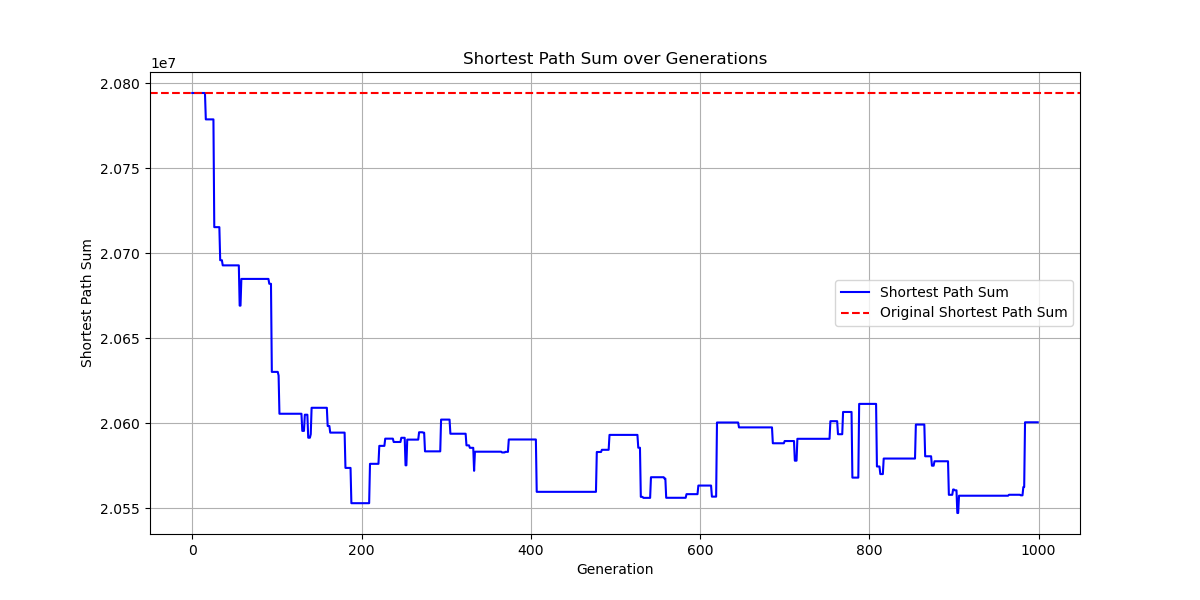 Shortest Path Sum over Generations
1e7
2.080
2.075
2.070
2.065
2.060
2.055
Shortest Path Sum
Shortest Path Sum
Original Shortest Path Sum
0 200 400 600 800 1000
Generation